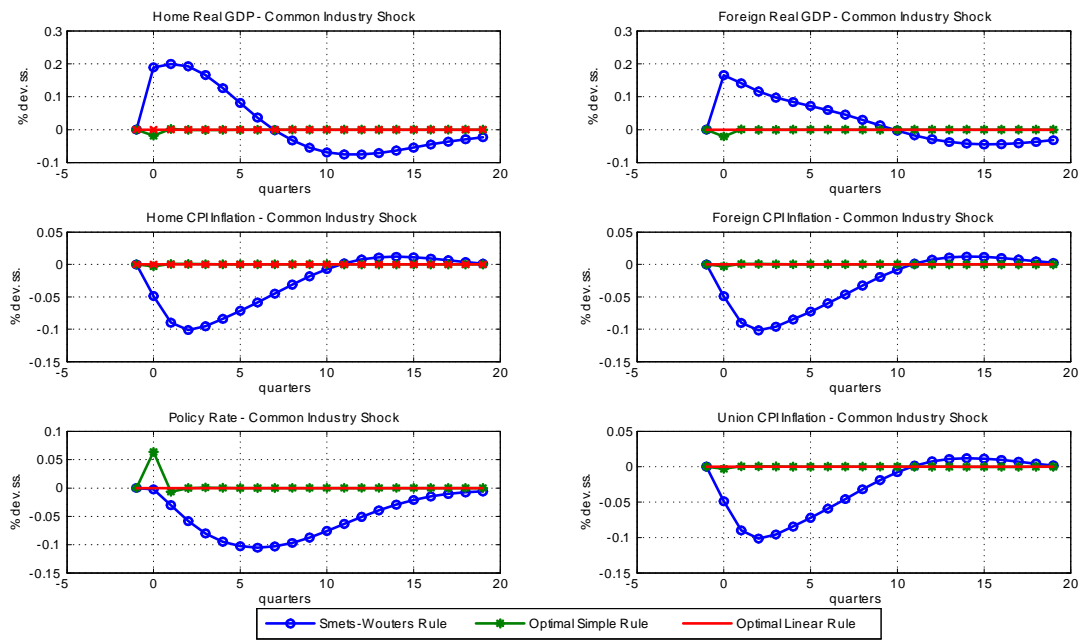 Home Real GDP - Common Industry Shock
0.3
0.2
0.1
0
-0.1
% dev. ss.
-5 0 5 10 15 20
quarters
Foreign Real GDP - Common Industry Shock
0.3
0.2
0.1
0
-0.1
% dev. ss.
-5 0 5 10 15 20
quarters
Home CPI Inflation - Common Industry Shock
0.05
0
-0.05
-0.1
-0.15
% dev. ss.
-5 0 5 10 15 20
quarters
Foreign CPI Inflation - Common Industry Shock
0.05
0
-0.05
-0.1
-0.15
% dev. ss.
-5 0 5 10 15 20
quarters
Policy Rate - Common Industry Shock
0.1
0.05
0
-0.05
-0.1
-0.15
% dev. ss.
-5 0 5 10 15 20
quarters
Union CPI Inflation - Common Industry Shock
0.05
0
-0.05
-0.1
-0.15
% dev. ss.
-5 0 5 10 15 20
quarters
Smets-Wouters Rule Optimal Simple Rule Optimal Linear Rule